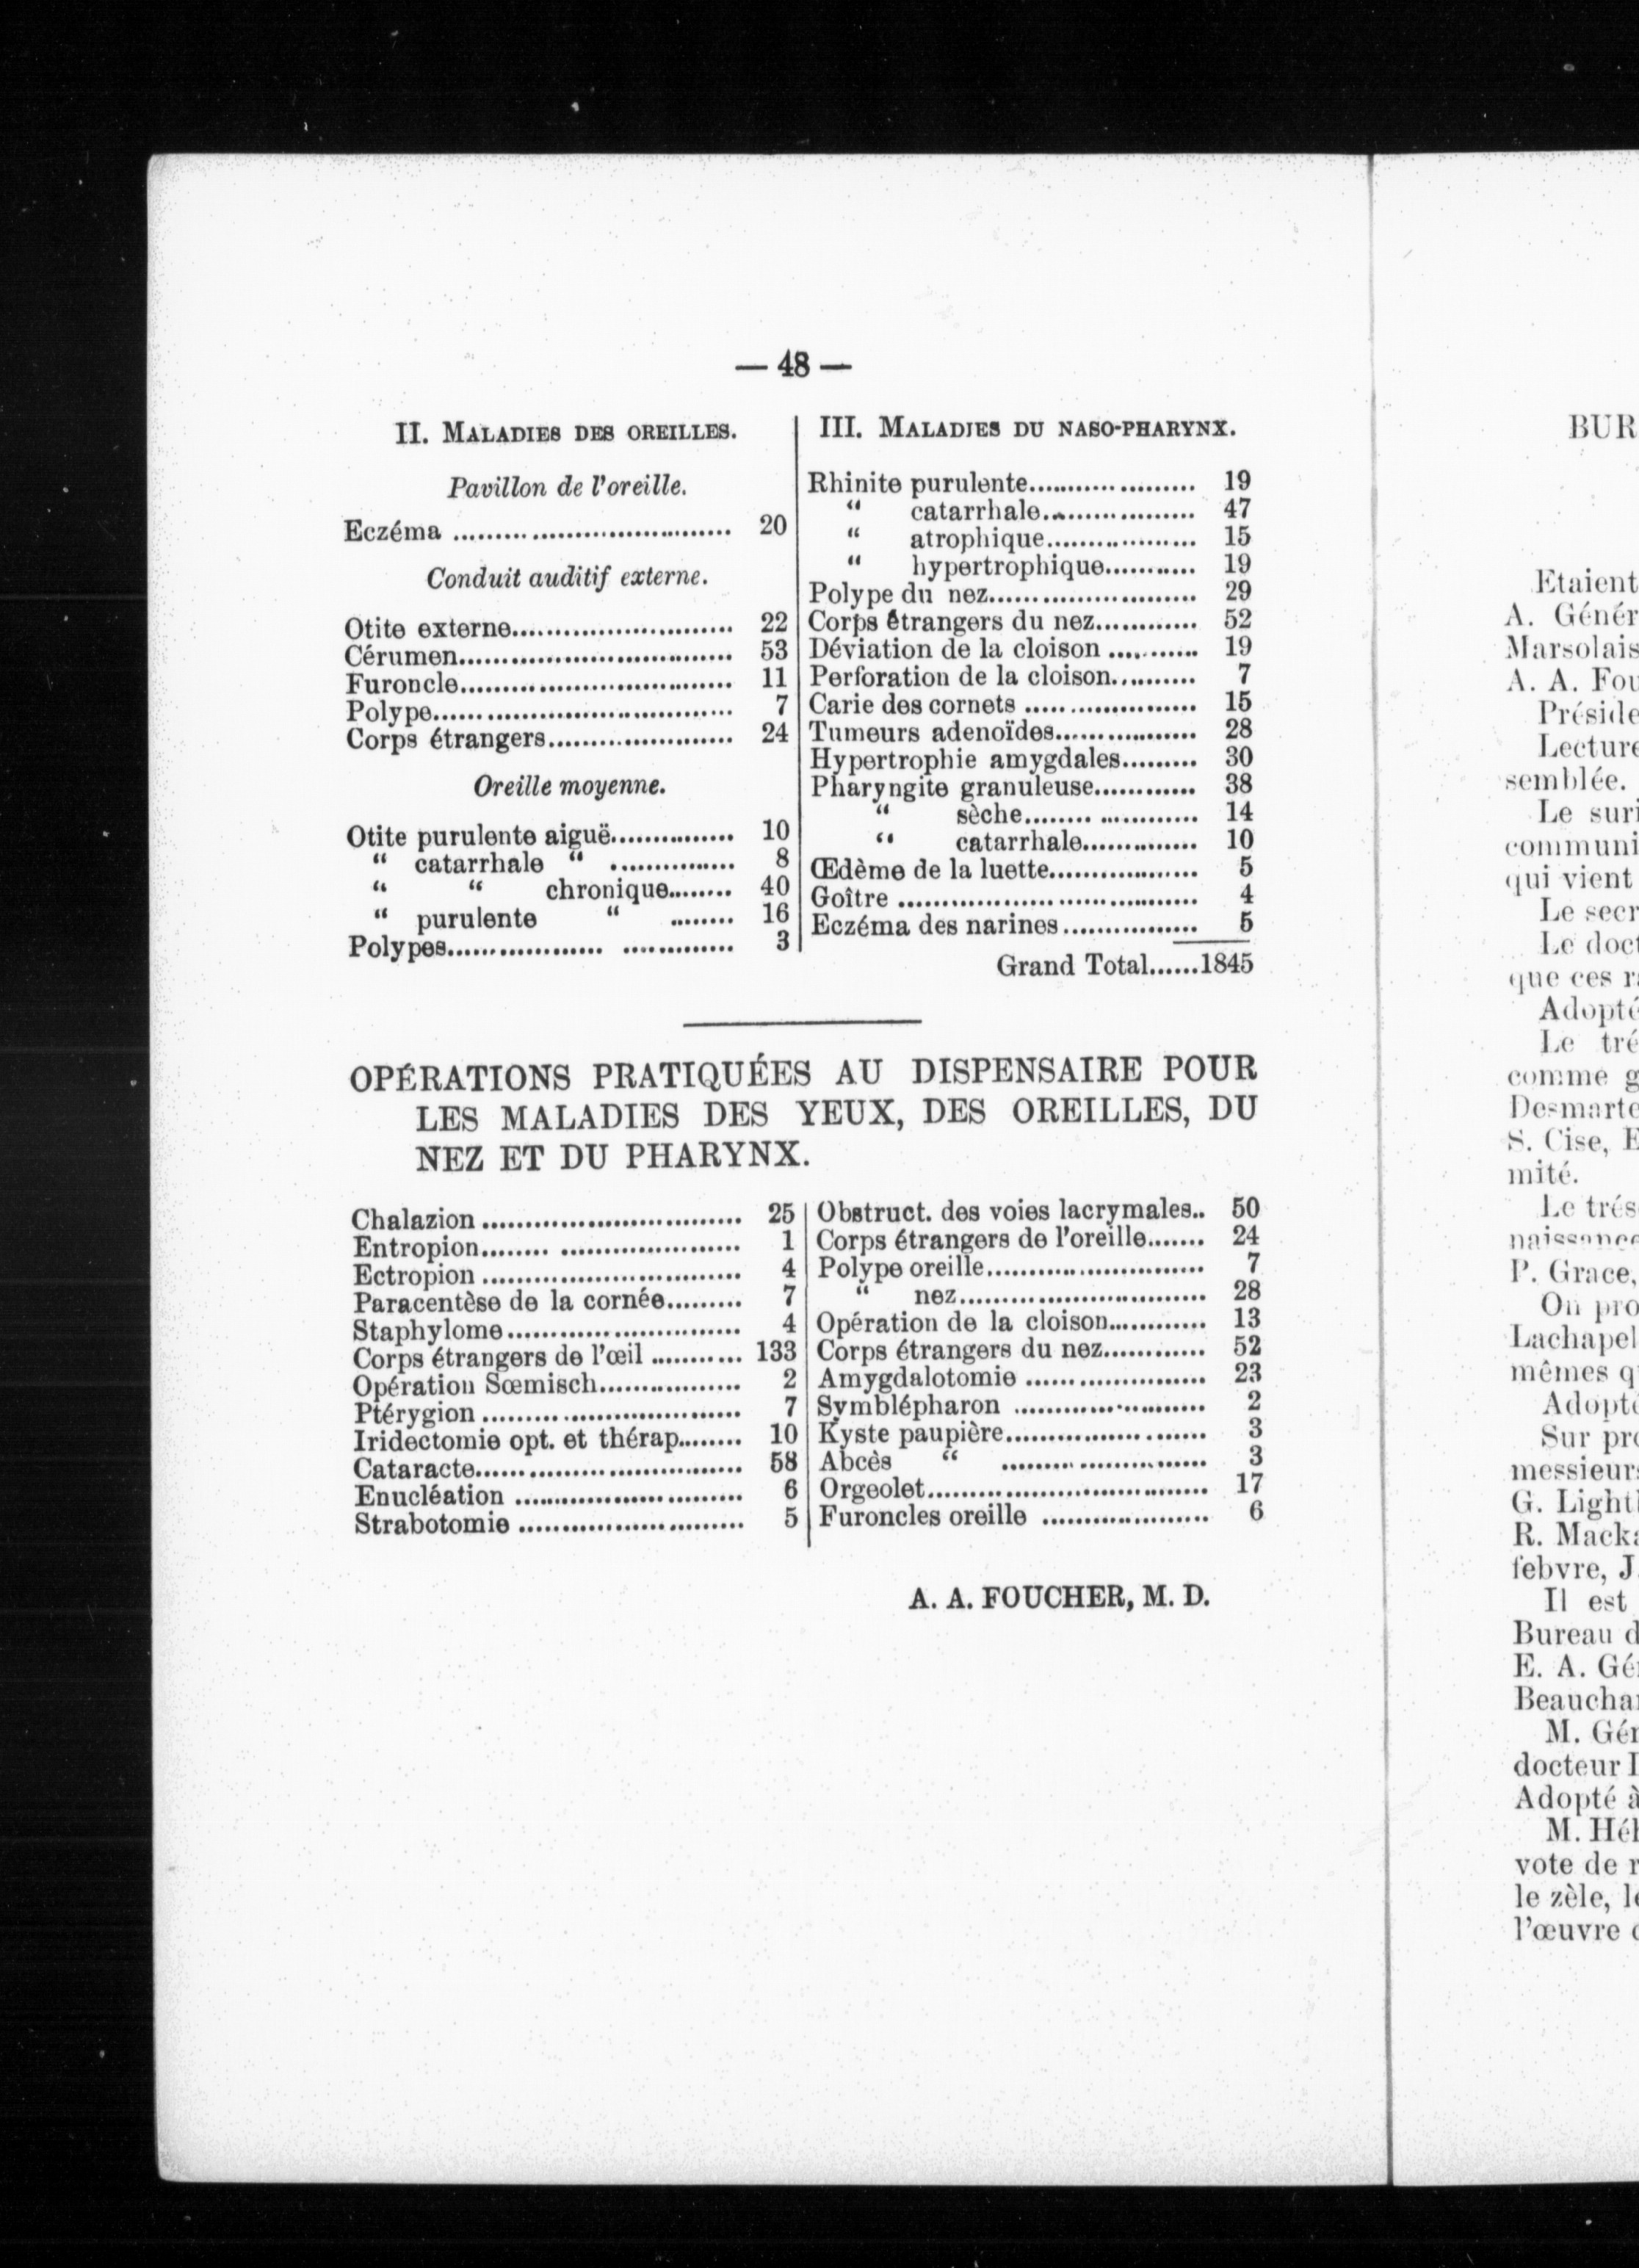 — 48 —
II. MALADIES DES OREILLES.
Pavillon de l'oreille.
Eczéma .................................. 20
Conduit auditif externe.
Otite externe.......................... 22
Cérumen................................ 53
Furoncle................................ 11
Polype.................................... 7
Corps étrangers...................... 24
Oreille moyenne.
Otite purulente aiguë............... 10
“ catarrhale “ ............... 8
“ “ chronique........ 40
“ purulente “ ........ 16
Polypes.................. ............. 3
III. MALADIES DU NASO-PHARYNX.
Rhinite purulente.................... 19
“ catarrhale.................. 47
“ atrophique.................. 15
“ hypertrophique........... 19
Polype du nez......................... 29
Corps étrangers du nez............ 52
Déviation de la cloison ........... 19
Perforation de la cloison.......... 7
Carie des cornets .................... 15
Tumeurs adenoïdes................. 28
Hypertrophie amygdales......... 30
Pharyngite granuleuse............ 38
“ sèche........ ............ 14
“ catarrhale.............. 10
Œdème de la luette.................. 5
Goître .................................... 4
Eczéma des narines................ 5
Grand Total......1845
OPÉRATIONS PRATIQUÉES AU DISPENSAIRE POUR
LES MALADIES DES YEUX, DES OREILLES, DU
NEZ ET DU PHARYNX.
Chalazion .............................. 25
Entropion........ ..................... 1
Ectropion .............................. 4
Paracentèse de la cornée......... 7
Staphylome........................... 4
Corps étrangers de l'œil ........... 133
Opération Sœmisch................. 2
Ptérygion .............................. 7
Iridectomie opt. et thérap........ 10
Cataracte............................... 58
Enucléation .......................... 6
Strabotomie .......................... 5
Obstruct. des voies lacrymales.. 50
Corps étrangers de l'oreille....... 24
Polype oreille.......................... 7
“ nez............................. 28
Opération de la cloison............ 13
Corps étrangers du nez............ 52
Amygdalotomie ..................... 23
Symblépharon ....................... 2
Kyste paupière........................ 3
Abcès “ ........................ 3
Orgeolet................................. 17
Furoncles oreille .................... 6
A. A. FOUCHER, M. D.
BUR
Etaient
A. Génér
Marsolais
A. A. Fou
Préside
Lecture
semblée.
Le suri
communi
qui vient
Le secr
Le doct
que ces r
Adopté
Le tré
comme g
Desmarte
S. Cise, E
mité.
Le trés
naissance
P. Grace,
On pro
Lachapel
mêmes q
Adopté
Sur pro
messieurs
G. Light
R. Macka
febvre, J.
Il est
Bureau d
E. A. Gé
Beaucha
M. Gér
docteur
Adopté à
M. Hé
vote de r
le zèle, l
l'œuvre